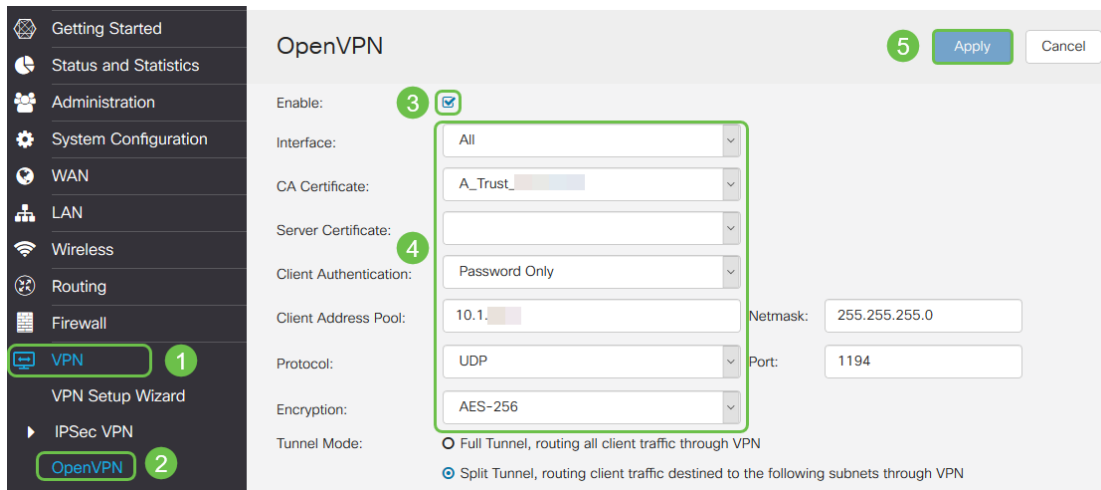 Getting Started
Status and Statistics
Administration
System Configuration
WAN
LAN
Wireless
Routing
Firewall
VPN 1
VPN Setup Wizard
IPSec VPN
OpenVPN 2
OpenVPN
5 Apply Cancel
Enable: 3
Interface: All
CA Certificate: A_Trust_
Server Certificate:
4
Client Authentication: Password Only
Client Address Pool: 10.1. Netmask: 255.255.255.0
Protocol: UDP Port: 1194
Encryption: AES-256
Tunnel Mode: Full Tunnel, routing all client traffic through VPN
Split Tunnel, routing client traffic destined to the following subnets through VPN